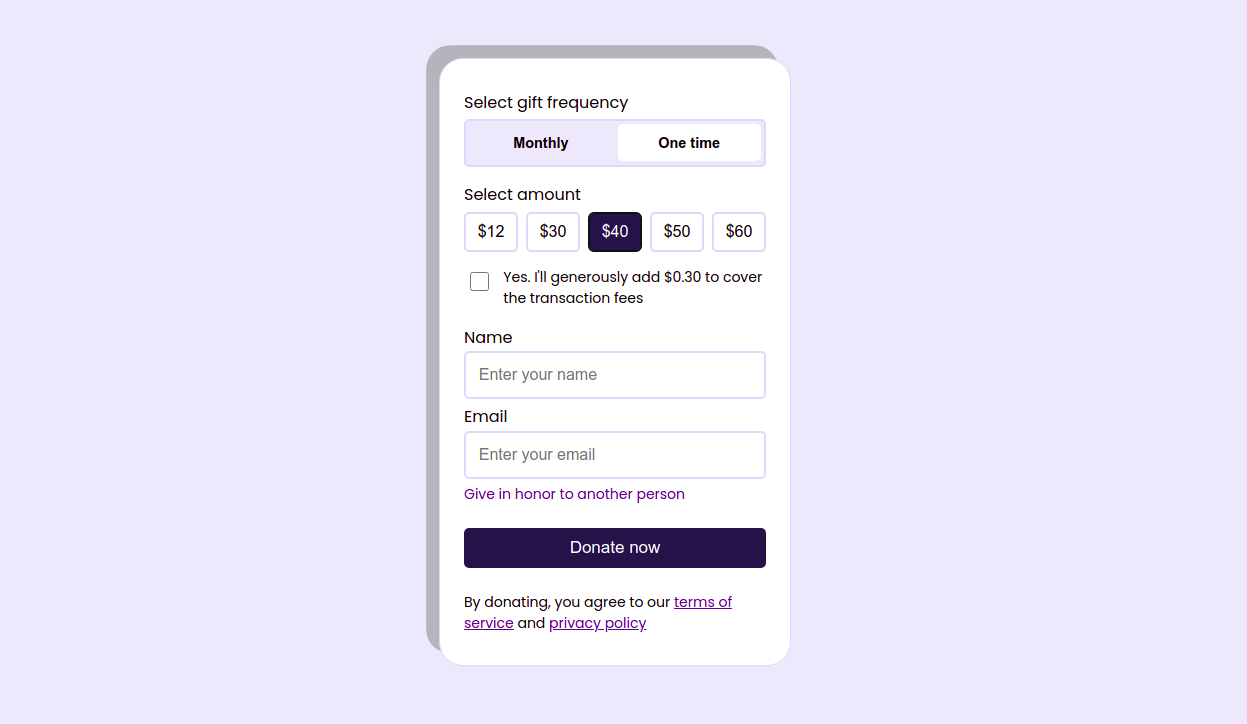 Select gift frequency
Monthly One time
Select amount
$12 $30 $40 $50 $60
Yes. I'll generously add $0.30 to cover
the transaction fees
Name
Enter your name
Email
Enter your email
Give in honor to another person
Donate now
By donating, you agree to our terms of
service and privacy policy